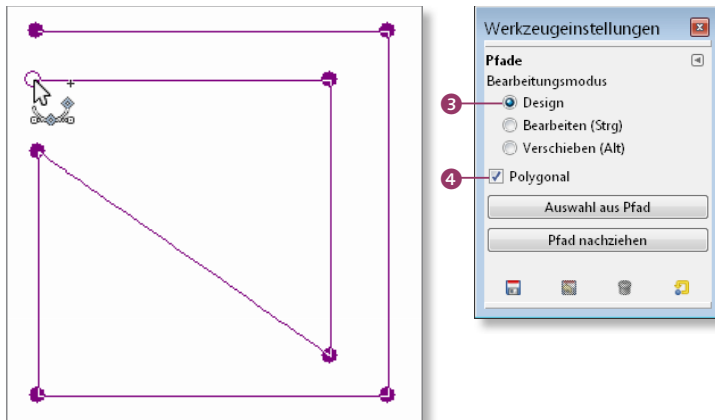 Werkzeugeinstellungen
Pfade
Bearbeitungsmodus
3 Design
Bearbeiten (Strg)
Verschieben (Alt)
4 Polygonal
Auswahl aus Pfad
Pfad nachziehen